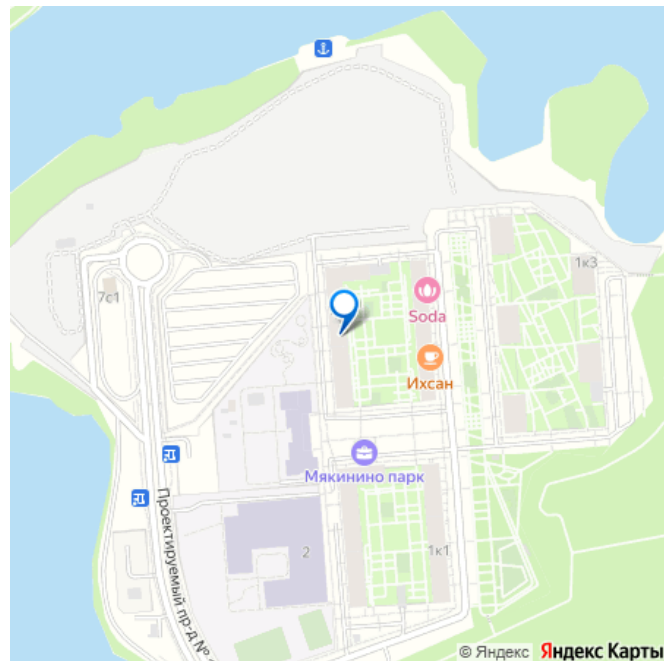 1к3
7с1
Soda
Ихсан
Мякинино парк
Проектируемый пр-д №
2
1к1
© Яндекс Яндекс Карты